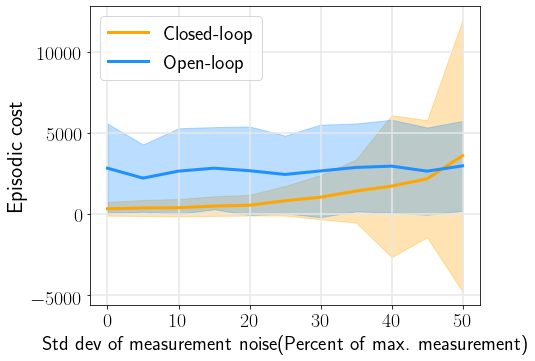 Closed-loop
Open-loop
Episodic cost
10000
5000
0
−5000
0 10 20 30 40 50
Std dev of measurement noise(Percent of max. measurement)